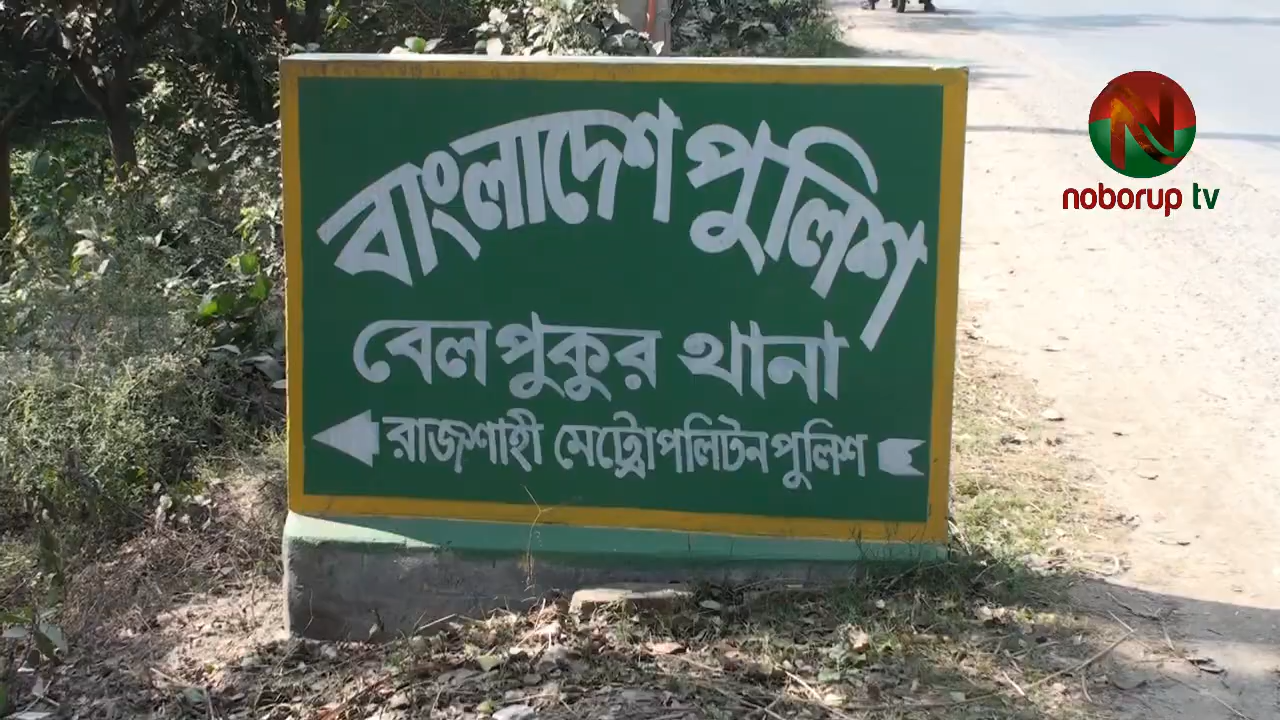 বাংলাদেশ পুলিশ
বেলপুকুর থানা
রাজশাহী মেট্রোপলিটন পুলিশ
noborup tv